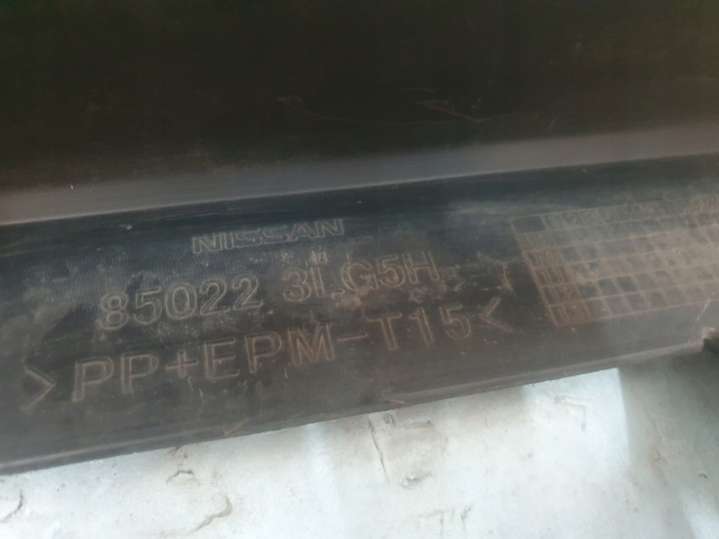 NISSAN
85022 3LG5H
>PP+EPM-T15<